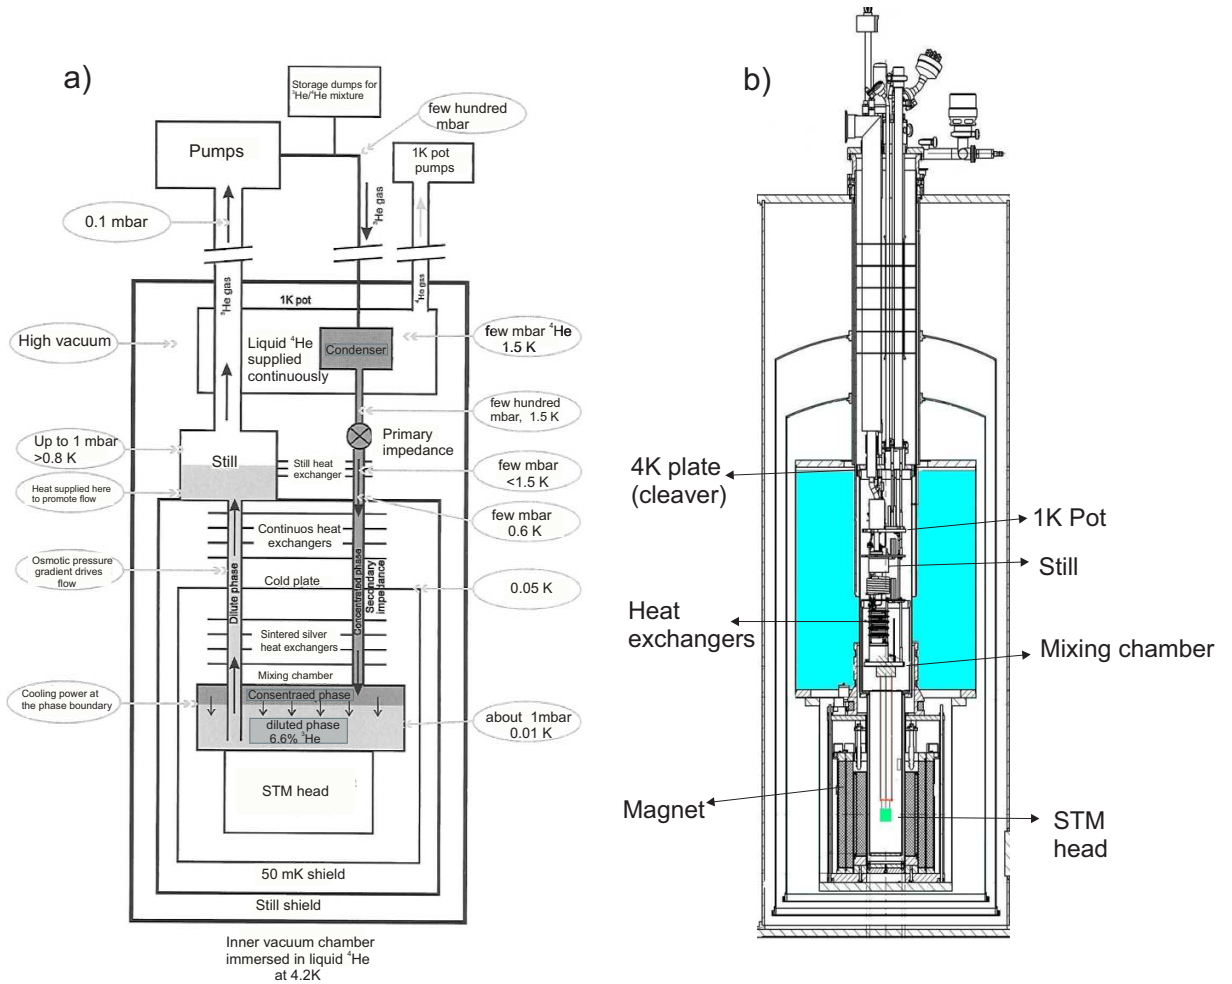 a)
Storage dumps for
³He/⁴He mixture
few hundred
mbar
Pumps
1K pot
pumps
0.1 mbar
³He gas
³He gas
⁴He gas
1K pot
High vacuum
Liquid ⁴He
supplied
continuously
Condenser
few mbar ⁴He
1.5 K
few hundred
mbar, 1.5 K
Primary
impedance
Up to 1 mbar
>0.8 K
Still
Still heat
exchanger
few mbar
<1.5 K
Heat supplied here
to promote flow
few mbar
0.6 K
Continuos heat
exchangers
Osmotic pressure
gradient drives
flow
Dilute phase
Concentrated phase
Secondary
impedance
Cold plate
0.05 K
Sintered silver
heat exchangers
Mixing chamber
Cooling power at
the phase boundary
Consentraed phase
diluted phase
6.6% ³He
about 1mbar
0.01 K
STM head
50 mK shield
Still shield
Inner vacuum chamber
immersed in liquid ⁴He
at 4.2K
b)
4K plate
(cleaver)
1K Pot
Still
Heat
exchangers
Mixing chamber
Magnet
STM
head